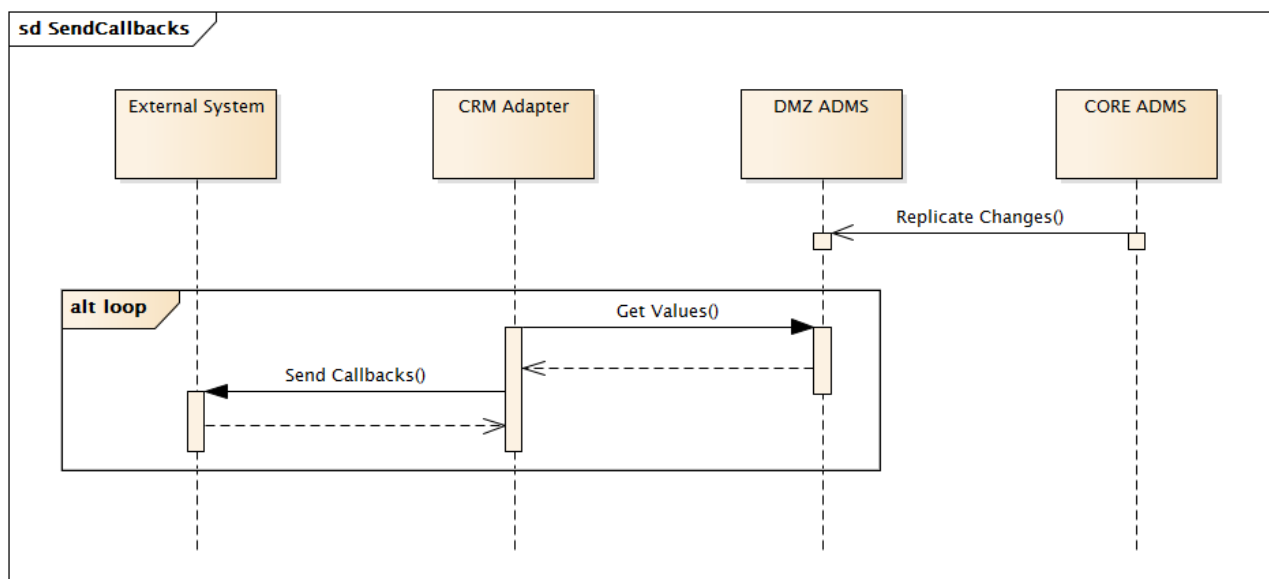 sd SendCallbacks
External System
CRM Adapter
DMZ ADMS
CORE ADMS
Replicate Changes()
alt loop
Get Values()
Send Callbacks()